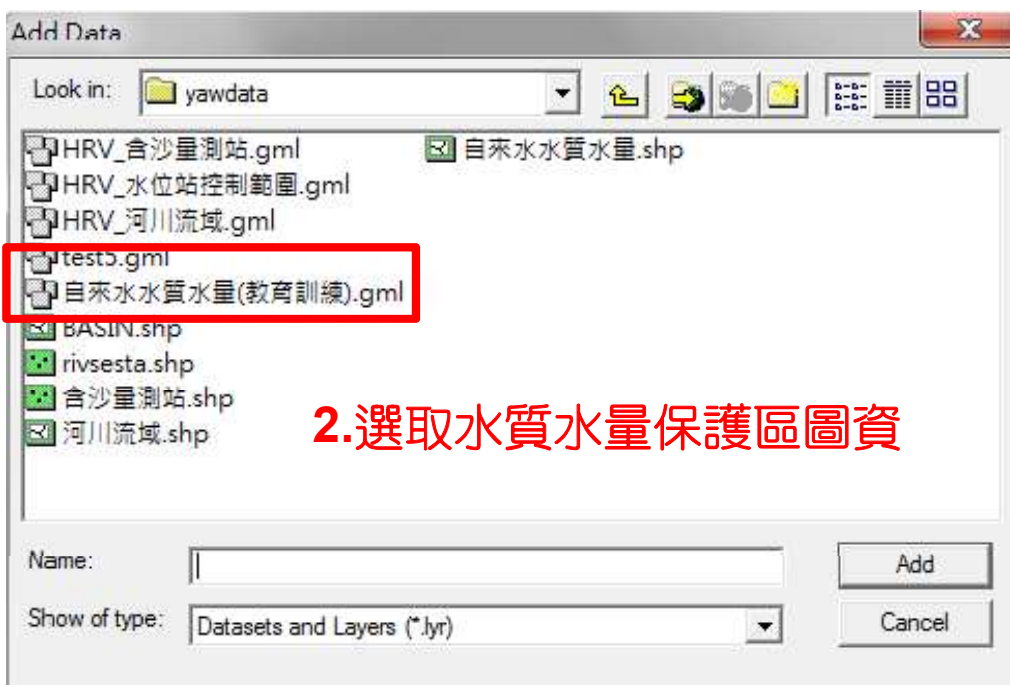 Add Data
Look in:
yawdata
HRV_含沙量測站.gml
HRV_水位站控制範圍.gml
HRV_河川流域.gml
test5.gml
自來水水質水量(教育訓練).gml
BASIN.shp
rivsesta.shp
含沙量測站.shp
河川流域.shp
自來水水質水量.shp
2.選取水質水量保護區圖資
Name:
Add
Show of type:
Datasets and Layers (*.lyr)
Cancel